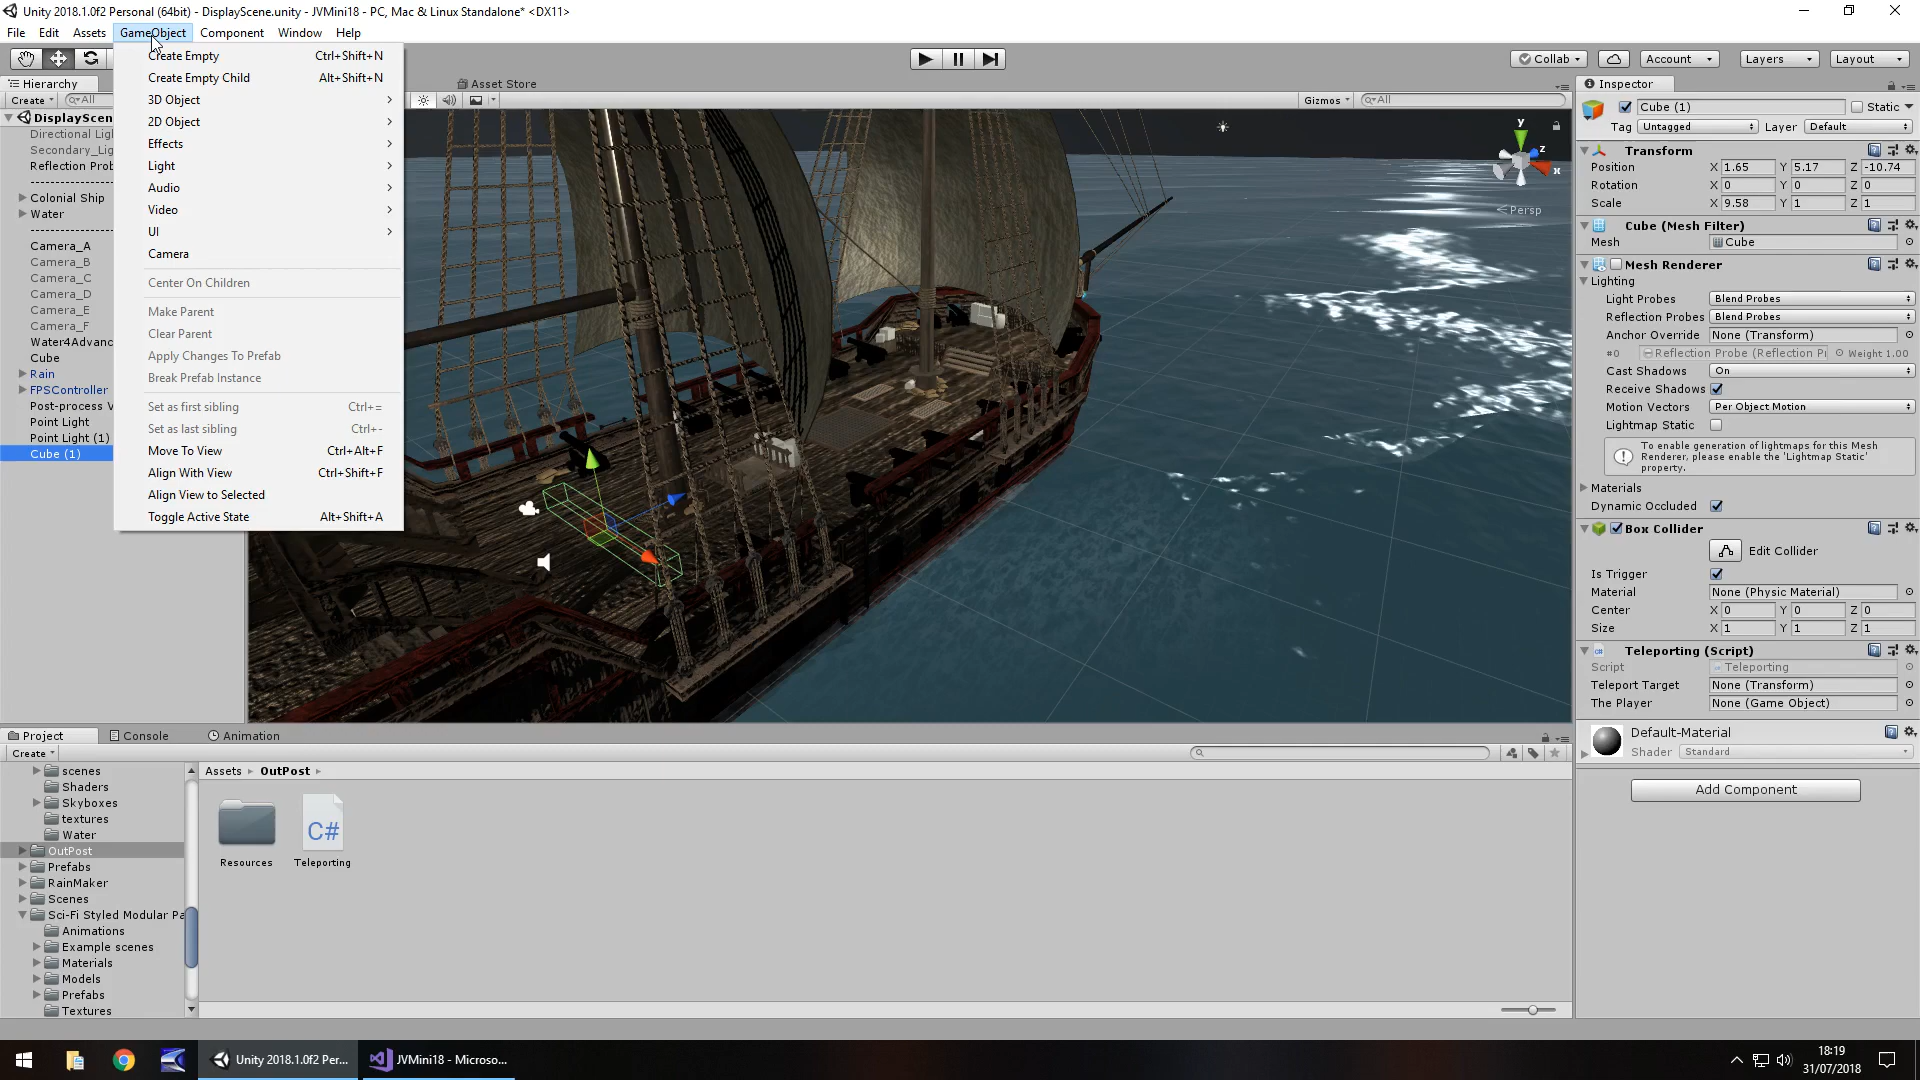 Unity 2018.1.0f2 Personal (64bit) - DisplayScene.unity - JVMini18 - PC, Mac & Linux Standalone* <DX11>
File Edit Assets GameObject Component Window Help
Collab Account Layers Layout
Hierarchy
Create All
DisplayScen
Directional Ligh
Secondary_Lig
Reflection Prob
Colonial Ship
Water
Camera_A
Camera_B
Camera_C
Camera_D
Camera_E
Camera_F
Water4Advanc
Cube
Rain
FPSController
Post-process V
Point Light
Point Light (1)
Cube (1)
Create Empty Ctrl+Shift+N
Create Empty Child Alt+Shift+N
3D Object
2D Object
Effects
Light
Audio
Video
UI
Camera
Center On Children
Make Parent
Clear Parent
Apply Changes To Prefab
Break Prefab Instance
Set as first sibling Ctrl+=
Set as last sibling Ctrl+-
Move To View Ctrl+Alt+F
Align With View Ctrl+Shift+F
Align View to Selected
Toggle Active State Alt+Shift+A
Asset Store
Gizmos All
y
z
x
Persp
Inspector
Cube (1) Static
Tag Untagged Layer Default
Transform
Position X 1.65 Y 5.17 Z -10.74
Rotation X 0 Y 0 Z 0
Scale X 9.58 Y 1 Z 1
Cube (Mesh Filter)
Mesh Cube
Mesh Renderer
Lighting
Light Probes Blend Probes
Reflection Probes Blend Probes
Anchor Override None (Transform)
#0 Reflection Probe (Reflection Pr Weight 1.00
Cast Shadows On
Receive Shadows
Motion Vectors Per Object Motion
Lightmap Static
To enable generation of lightmaps for this Mesh
Renderer, please enable the 'Lightmap Static'
property.
Materials
Dynamic Occluded
Box Collider
Edit Collider
Is Trigger
Material None (Physic Material)
Center X 0 Y 0 Z 0
Size X 1 Y 1 Z 1
Teleporting (Script)
Script Teleporting
Teleport Target None (Transform)
The Player None (Game Object)
Default-Material
Shader Standard
Add Component
Project Console Animation
Create
scenes
Shaders
Skyboxes
textures
Water
OutPost
Prefabs
RainMaker
Scenes
Sci-Fi Styled Modular Pa
Animations
Example scenes
Materials
Models
Prefabs
Textures
Assets OutPost
C#
Resources Teleporting
Unity 2018.1.0f2 Per... JVMini18 - Microso...
18:19
31/07/2018